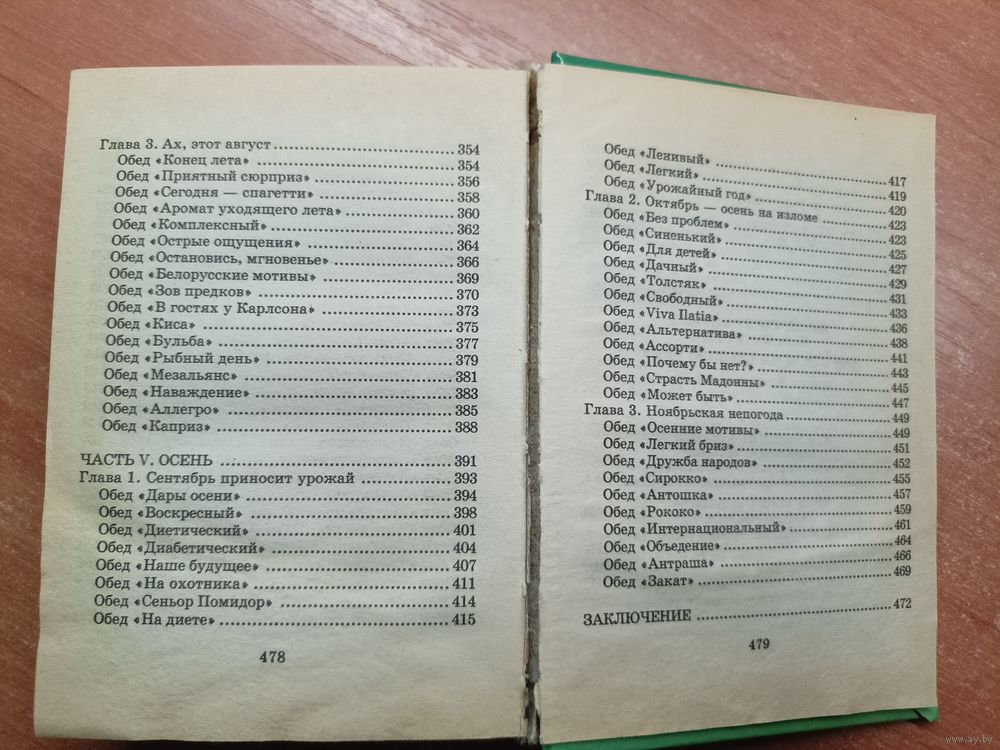 Глава 3. Ах, этот август ........ 354
Обед «Конец лета» ........ 354
Обед «Приятный сюрприз» ........ 356
Обед «Сегодня — спагетти» ........ 358
Обед «Аромат уходящего лета» ........ 360
Обед «Комплексный» ........ 362
Обед «Острые ощущения» ........ 364
Обед «Остановись, мгновенье» ........ 366
Обед «Белорусские мотивы» ........ 369
Обед «Зов предков» ........ 370
Обед «В гостях у Карлсона» ........ 373
Обед «Киса» ........ 375
Обед «Бульба» ........ 377
Обед «Рыбный день» ........ 379
Обед «Мезальянс» ........ 381
Обед «Наваждение» ........ 383
Обед «Аллегро» ........ 385
Обед «Каприз» ........ 388
ЧАСТЬ V. ОСЕНЬ ........ 391
Глава 1. Сентябрь приносит урожай ........ 393
Обед «Дары осени» ........ 394
Обед «Воскресный» ........ 398
Обед «Диетический» ........ 401
Обед «Диабетический» ........ 404
Обед «Наше будущее» ........ 407
Обед «На охотника» ........ 411
Обед «Сеньор Помидор» ........ 414
Обед «На диете» ........ 415
478
Обед «Ленивый» ........ 417
Обед «Легкий» ........ 419
Обед «Урожайный год» ........ 420
Глава 2. Октябрь — осень на изломе ........ 423
Обед «Без проблем» ........ 423
Обед «Синенький» ........ 425
Обед «Для детей» ........ 427
Обед «Дачный» ........ 429
Обед «Толстяк» ........ 431
Обед «Свободный» ........ 433
Обед «Viva Ilatia» ........ 436
Обед «Альтернатива» ........ 438
Обед «Ассорти» ........ 441
Обед «Почему бы нет?» ........ 443
Обед «Страсть Мадонны» ........ 445
Обед «Может быть» ........ 447
Глава 3. Ноябрьская непогода ........ 449
Обед «Осенние мотивы» ........ 449
Обед «Легкий бриз» ........ 451
Обед «Дружба народов» ........ 452
Обед «Сирокко» ........ 455
Обед «Антошка» ........ 457
Обед «Рококо» ........ 459
Обед «Интернациональный» ........ 461
Обед «Объедение» ........ 464
Обед «Антраша» ........ 466
Обед «Закат» ........ 469
ЗАКЛЮЧЕНИЕ ........ 472
479
www.ay.by